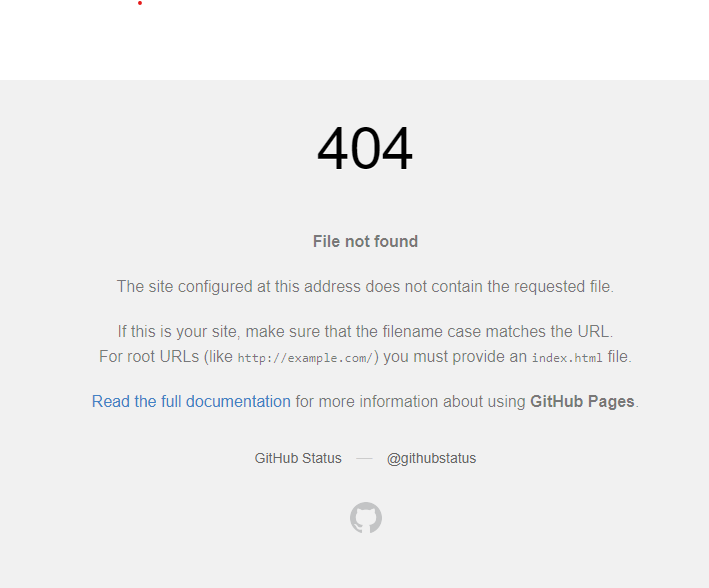 404
File not found
The site configured at this address does not contain the requested file.
If this is your site, make sure that the filename case matches the URL.
For root URLs (like http://example.com/) you must provide an index.html file.
Read the full documentation for more information about using GitHub Pages.
GitHub Status — @githubstatus